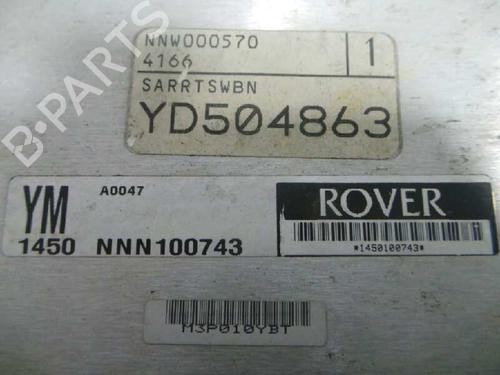 NNW000570 1
4166
SARRTSWBN
YD504863
YM A0047 ROVER
1450 NNN100743
*1450100743*
M3P010YBT
B-PARTS